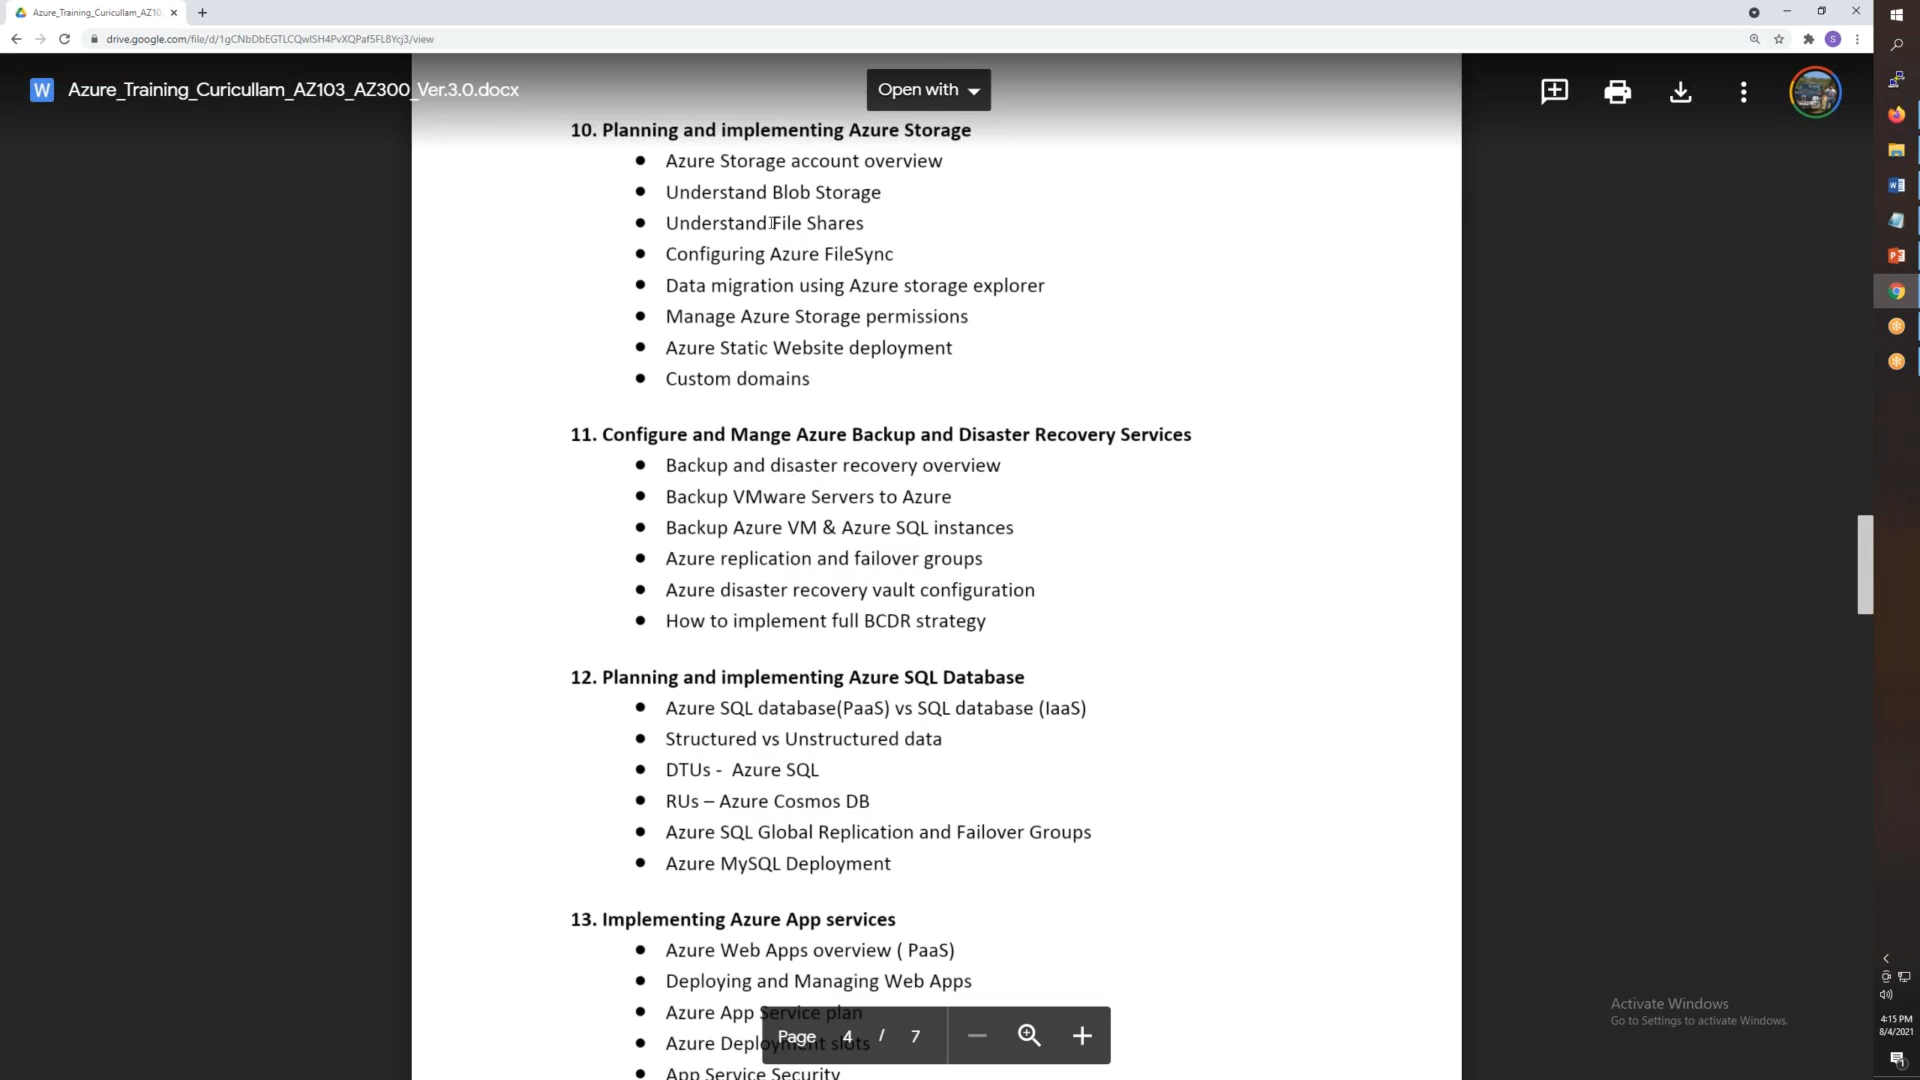 Azure_Training_Curicullam_AZ10
drive.google.com/file/d/1gCNbDbEGTLCQwlSH4PvXQPaf5FL8Ycj3/view
W Azure_Training_Curicullam_AZ103_AZ300_Ver.3.0.docx
Open with
10. Planning and implementing Azure Storage
● Azure Storage account overview
● Understand Blob Storage
● Understand File Shares
● Configuring Azure FileSync
● Data migration using Azure storage explorer
● Manage Azure Storage permissions
● Azure Static Website deployment
● Custom domains
11. Configure and Mange Azure Backup and Disaster Recovery Services
● Backup and disaster recovery overview
● Backup VMware Servers to Azure
● Backup Azure VM & Azure SQL instances
● Azure replication and failover groups
● Azure disaster recovery vault configuration
● How to implement full BCDR strategy
12. Planning and implementing Azure SQL Database
● Azure SQL database(PaaS) vs SQL database (IaaS)
● Structured vs Unstructured data
● DTUs - Azure SQL
● RUs – Azure Cosmos DB
● Azure SQL Global Replication and Failover Groups
● Azure MySQL Deployment
13. Implementing Azure App services
● Azure Web Apps overview ( PaaS)
● Deploying and Managing Web Apps
● Azure App Service plan
● Azure Deployment slots
● App Service Security
Page 4 / 7
Activate Windows
Go to Settings to activate Windows.
4:15 PM
8/4/2021